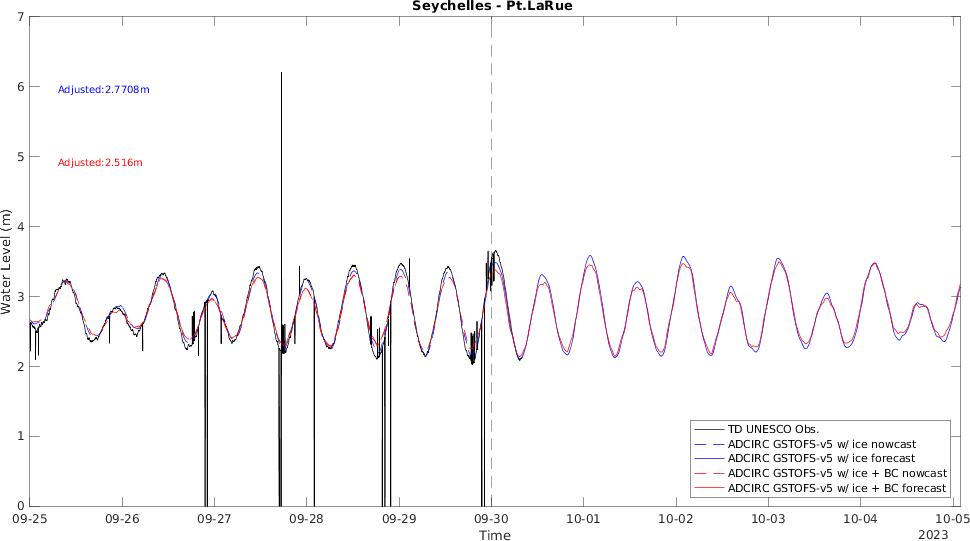 Seychelles - Pt.LaRue
7
6
5
4
3
2
1
0
Water Level (m)
Adjusted:2.7708m
Adjusted:2.516m
TD UNESCO Obs.
ADCIRC GSTOFS-v5 w/ ice nowcast
ADCIRC GSTOFS-v5 w/ ice forecast
ADCIRC GSTOFS-v5 w/ ice + BC nowcast
ADCIRC GSTOFS-v5 w/ ice + BC forecast
09-25 09-26 09-27 09-28 09-29 09-30 10-01 10-02 10-03 10-04 10-05
Time
2023